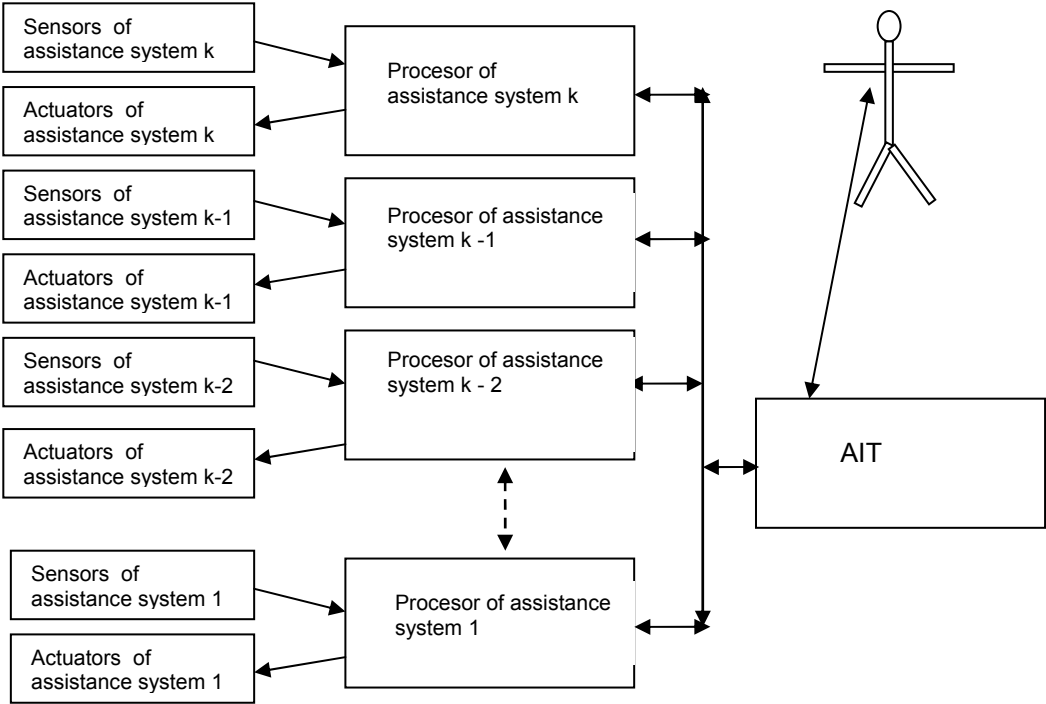 Sensors of
assistance system k
Procesor of
assistance system k
Actuators of
assistance system k
Sensors of
assistance system k-1
Procesor of assistance
system k -1
Actuators of
assistance system k-1
Sensors of
assistance system k-2
Procesor of assistance
system k - 2
Actuators of
assistance system k-2
AIT
Sensors of
assistance system 1
Procesor of assistance
system 1
Actuators of
assistance system 1